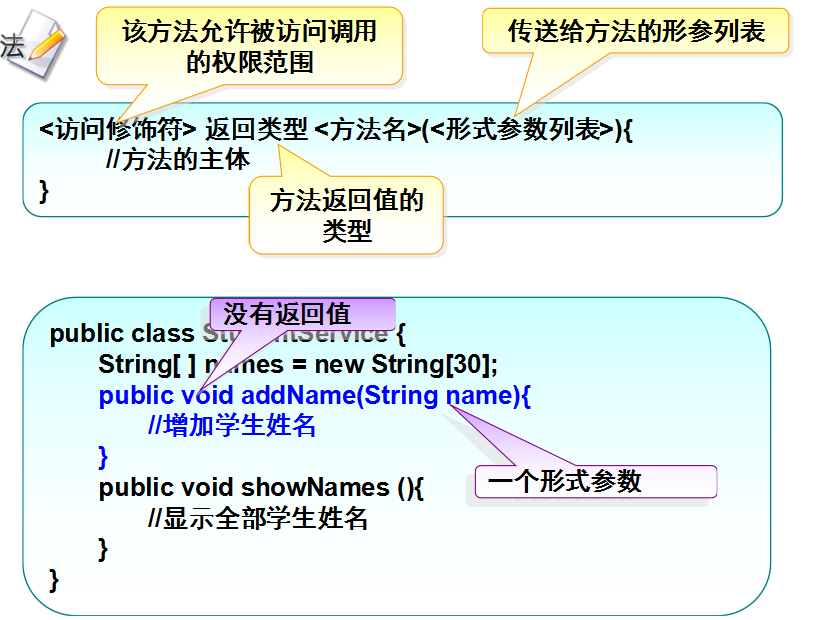 该方法允许被访问调用
的权限范围
传送给方法的形参列表
法
<访问修饰符> 返回类型 <方法名>(<形式参数列表>){
//方法的主体
}
方法返回值的
类型
没有返回值
public class StudentService {
String[ ] names = new String[30];
public void addName(String name){
//增加学生姓名
}
一个形式参数
public void showNames (){
//显示全部学生姓名
}
}